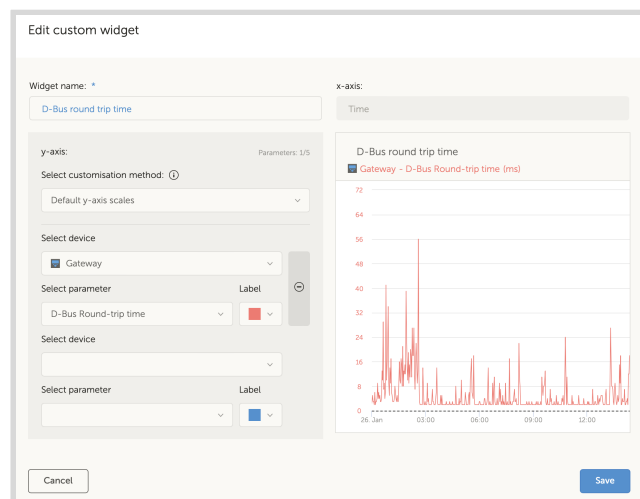 Edit custom widget
Widget name: *
x-axis:
D-Bus round trip time
Time
y-axis:
Parameters: 1/5
Select customisation method: i
Default y-axis scales
Select device
Gateway
Select parameter
Label
D-Bus Round-trip time
Select device
Select parameter
Label
D-Bus round trip time
Gateway - D-Bus Round-trip time (ms)
72
64
56
48
40
32
24
16
8
0
26. Jan
03:00
06:00
09:00
12:00
Cancel
Save